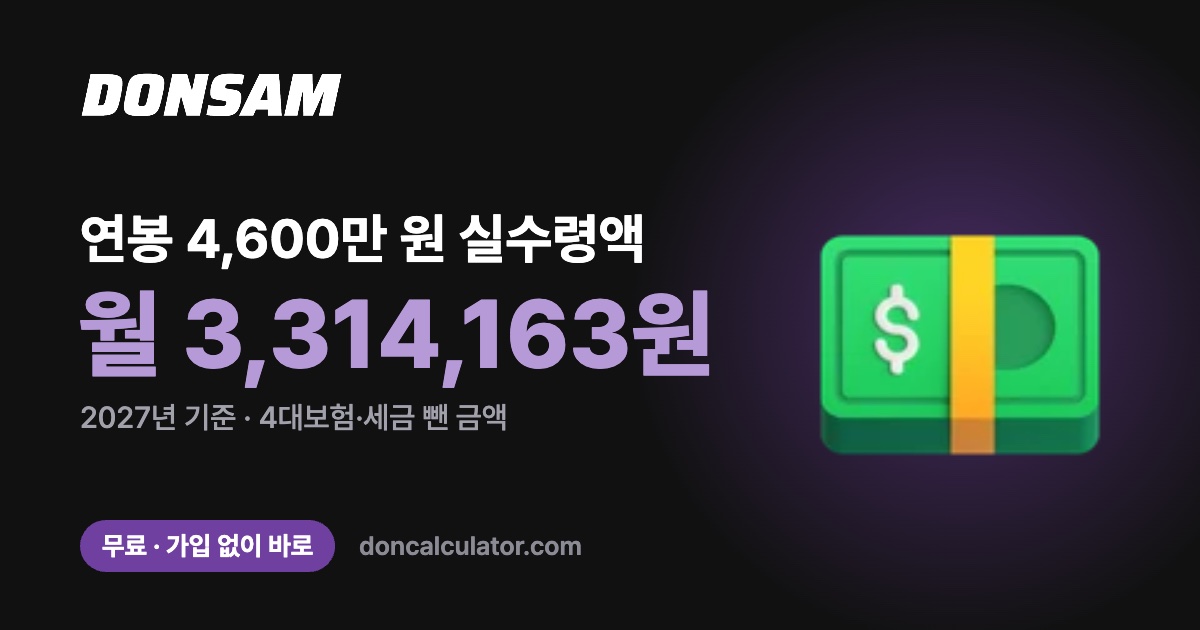 DONSAM
연봉 4,600만 원 실수령액
월 3,314,163원
2027년 기준 · 4대보험·세금 뺀 금액
무료 · 가입 없이 바로 doncalculator.com
$